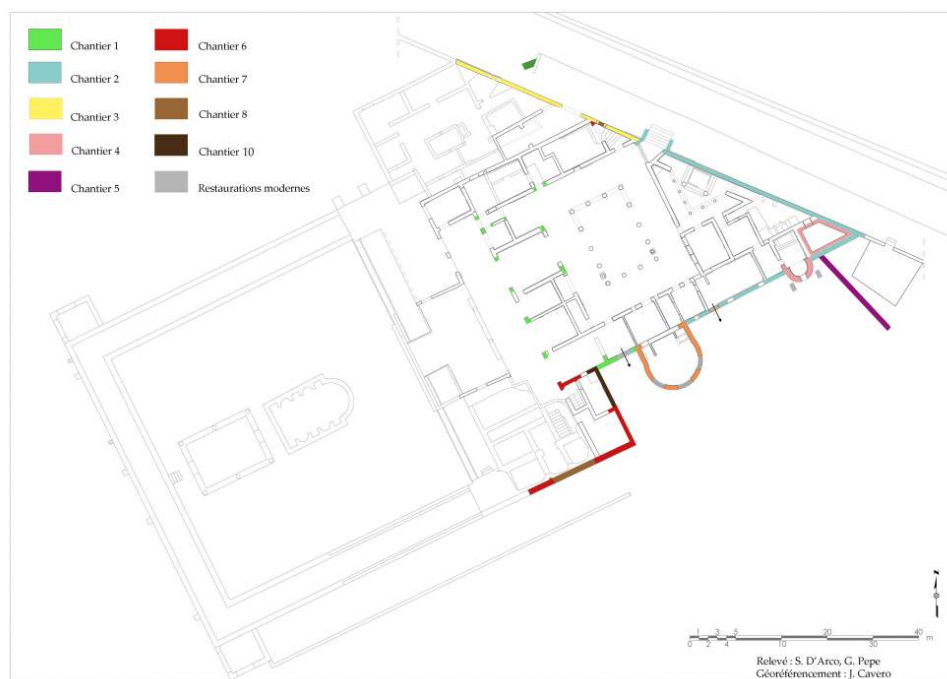 Chantier 1
Chantier 2
Chantier 3
Chantier 4
Chantier 5
Chantier 6
Chantier 7
Chantier 8
Chantier 10
Restaurations modernes
N
1 3 5 20 40
m
0 2 4 10 30
Relevé : S. D'Arco, G. Pepe
Géoréférencement : J. Cavero